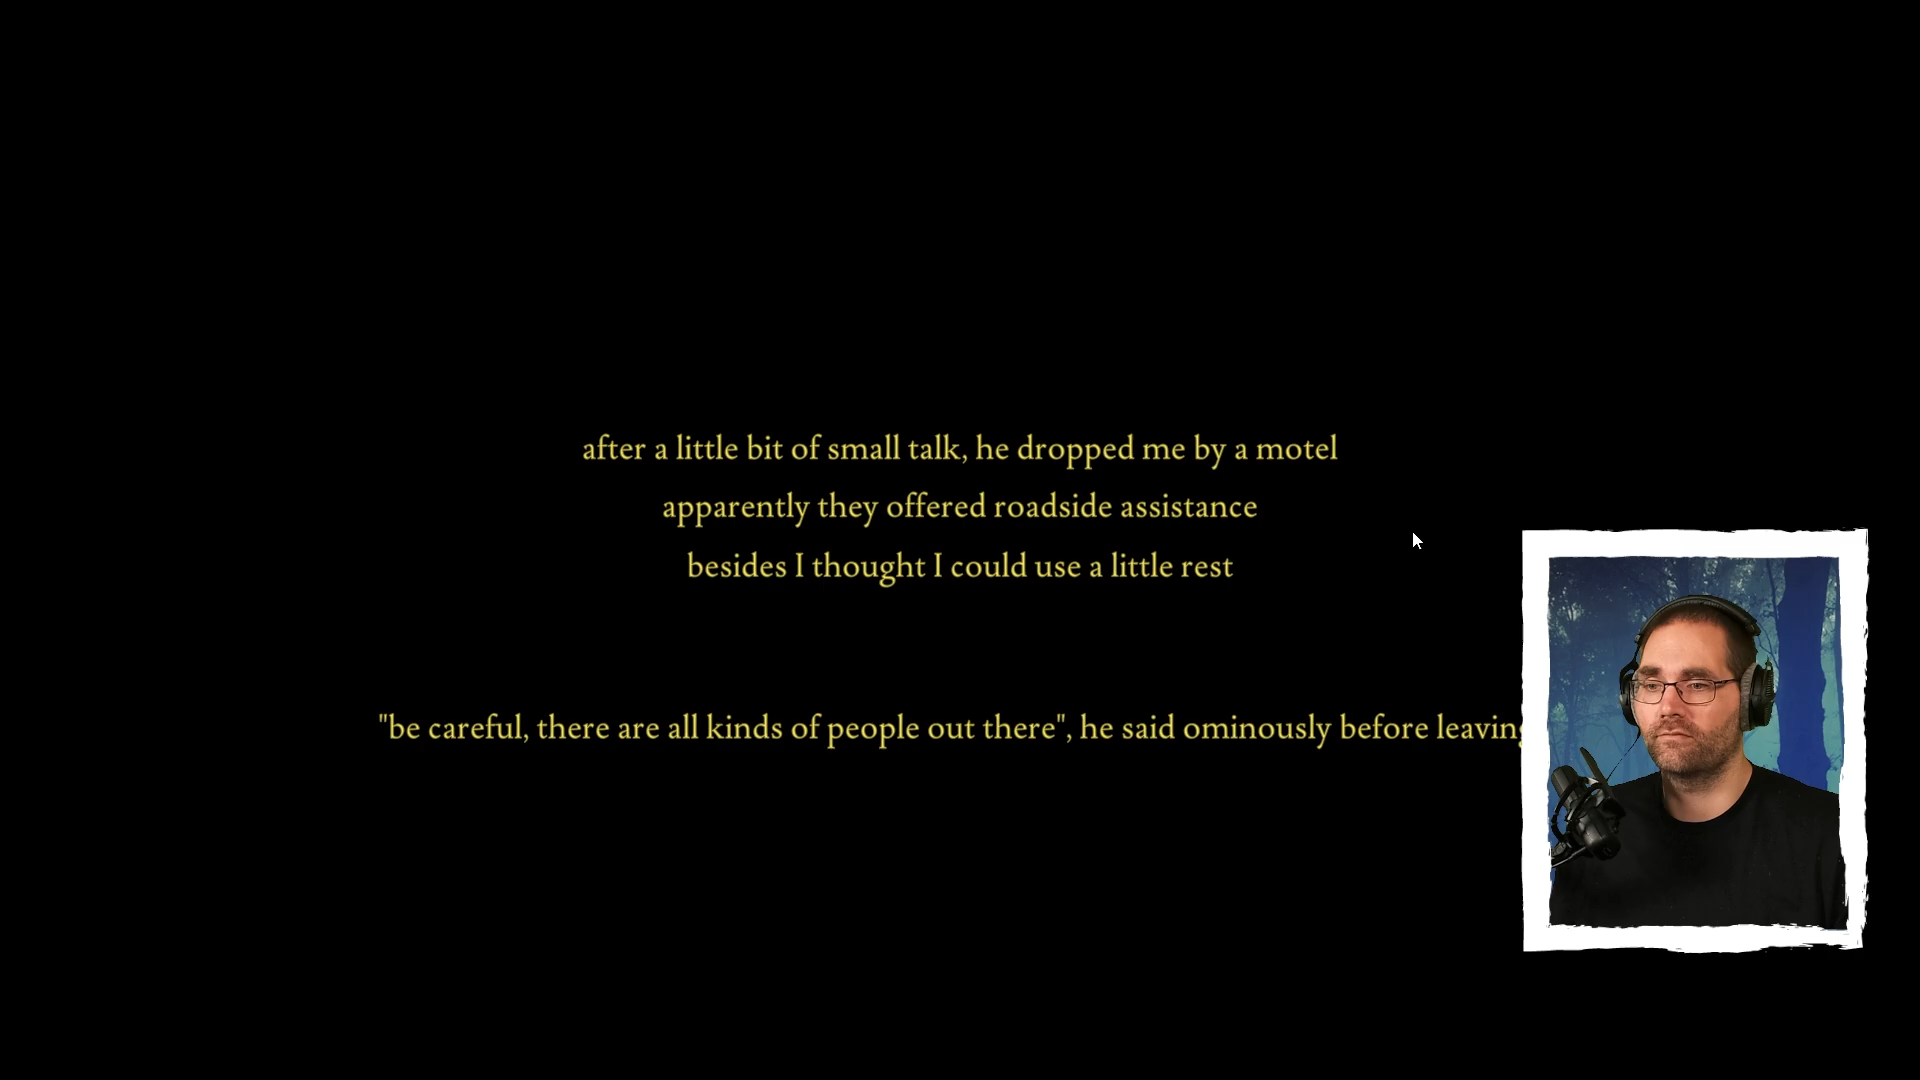 after a little bit of small talk, he dropped me by a motel
apparently they offered roadside assistance
besides I thought I could use a little rest
"be careful, there are all kinds of people out there", he said ominously before leaving